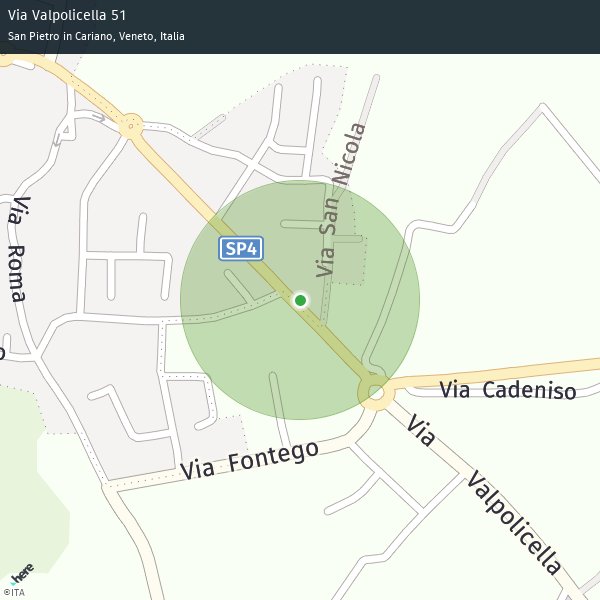 Via Valpolicella 51
San Pietro in Cariano, Veneto, Italia
Via San Nicola
Via Roma
SP4
o
Via Cadeniso
Via Fontego
Via Valpolicella
here
©ITA